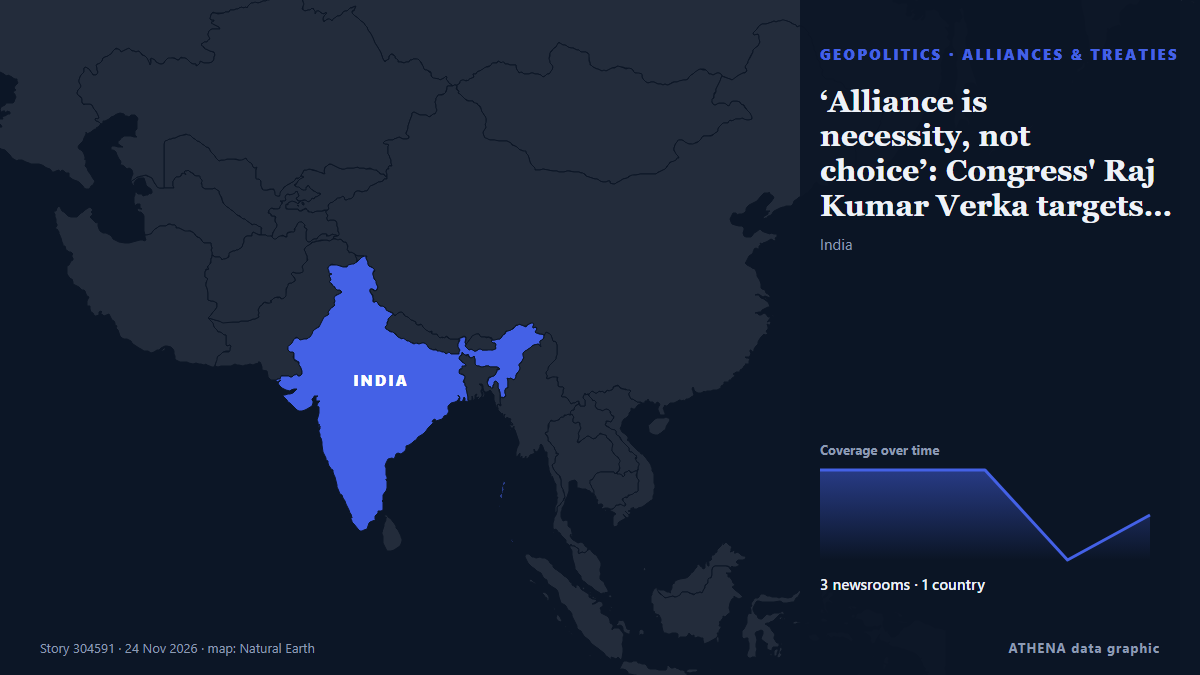 GEOPOLITICS · ALLIANCES & TREATIES
‘Alliance is
necessity, not
choice’: Congress' Raj
Kumar Verka targets...
India
INDIA
Coverage over time
3 newsrooms · 1 country
Story 304591 · 24 Nov 2026 · map: Natural Earth
ATHENA data graphic